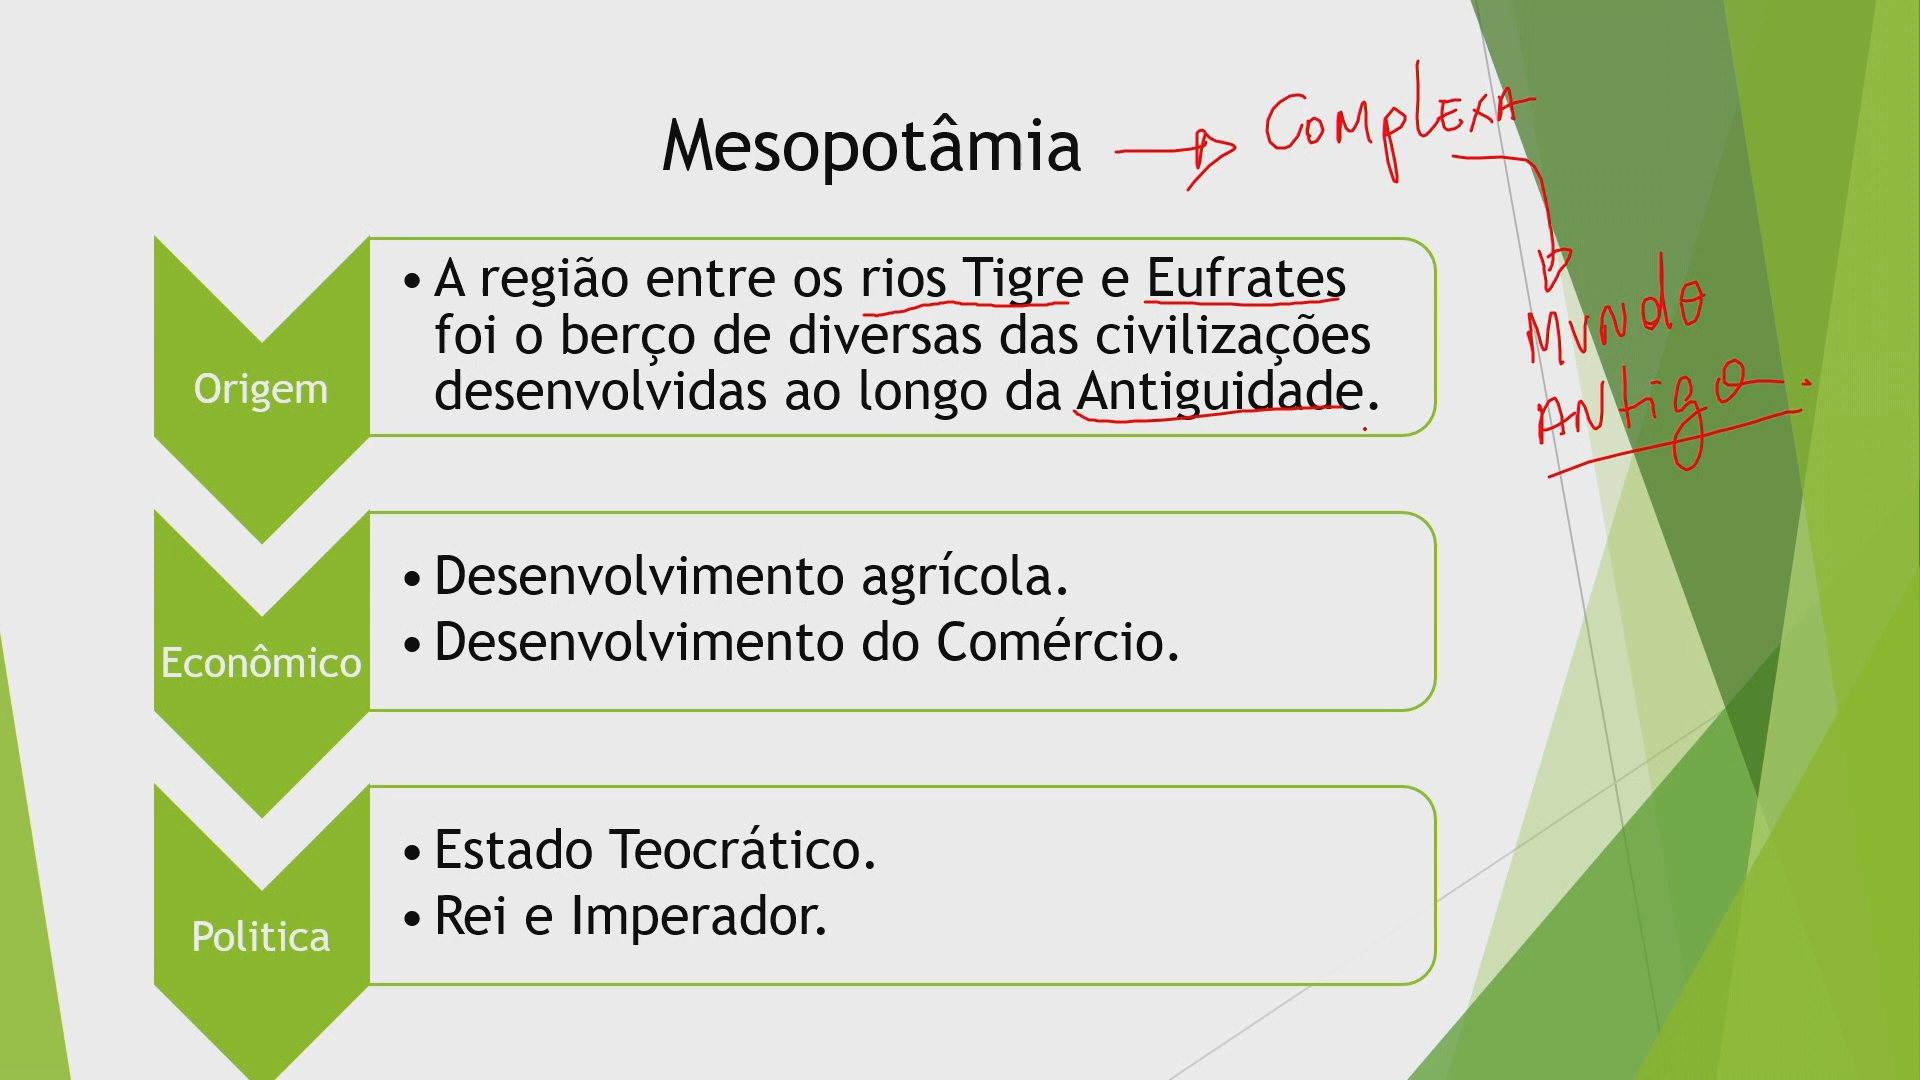 Mesopotâmia
Complexa
Mundo
Antigo.
Origem
• A região entre os rios Tigre e Eufrates
foi o berço de diversas das civilizações
desenvolvidas ao longo da Antiguidade.
Econômico
• Desenvolvimento agrícola.
• Desenvolvimento do Comércio.
Politica
• Estado Teocrático.
• Rei e Imperador.